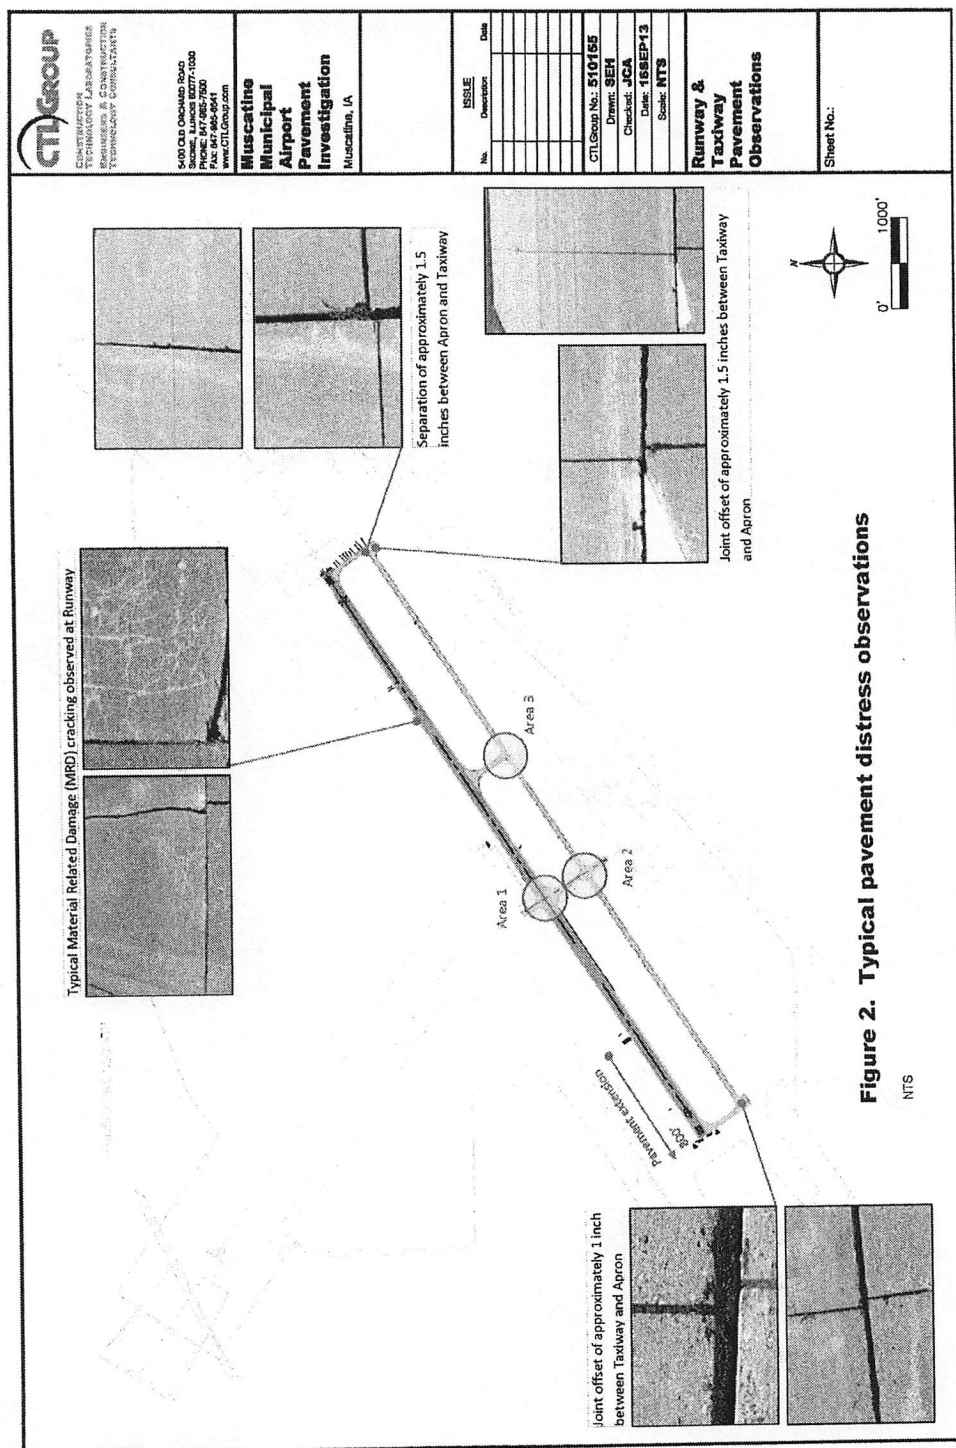 CTLGROUP
CONSTRUCTION
TECHNOLOGY LABORATORIES
ENGINEERS & CONSTRUCTION
TECHNOLOGY CONSULTANTS
5400 OLD ORCHARD ROAD
SKOKIE, ILLINOIS 60077-1030
PHONE: 847-965-7500
FAX: 847-965-6541
www.CTLGroup.com
Muscatine
Municipal
Airport
Pavement
Investigation
Muscatine, IA
ISSUE
No. Description Date
CTLGroup No.: 510155
Drawn: SEH
Checked: JCA
Date: 16SEP13
Scale: NTS
Runway &
Taxiway
Pavement
Observations
Sheet No.:
Typical Material Related Damage (MRD) cracking observed at Runway
Separation of approximately 1.5
inches between Apron and Taxiway
Joint offset of approximately 1.5 inches between Taxiway
and Apron
Joint offset of approximately 1 inch
between Taxiway and Apron
Area 1
Area 2
Area 3
Pavement extension
800'
N
0' 1000'
Figure 2. Typical pavement distress observations
NTS